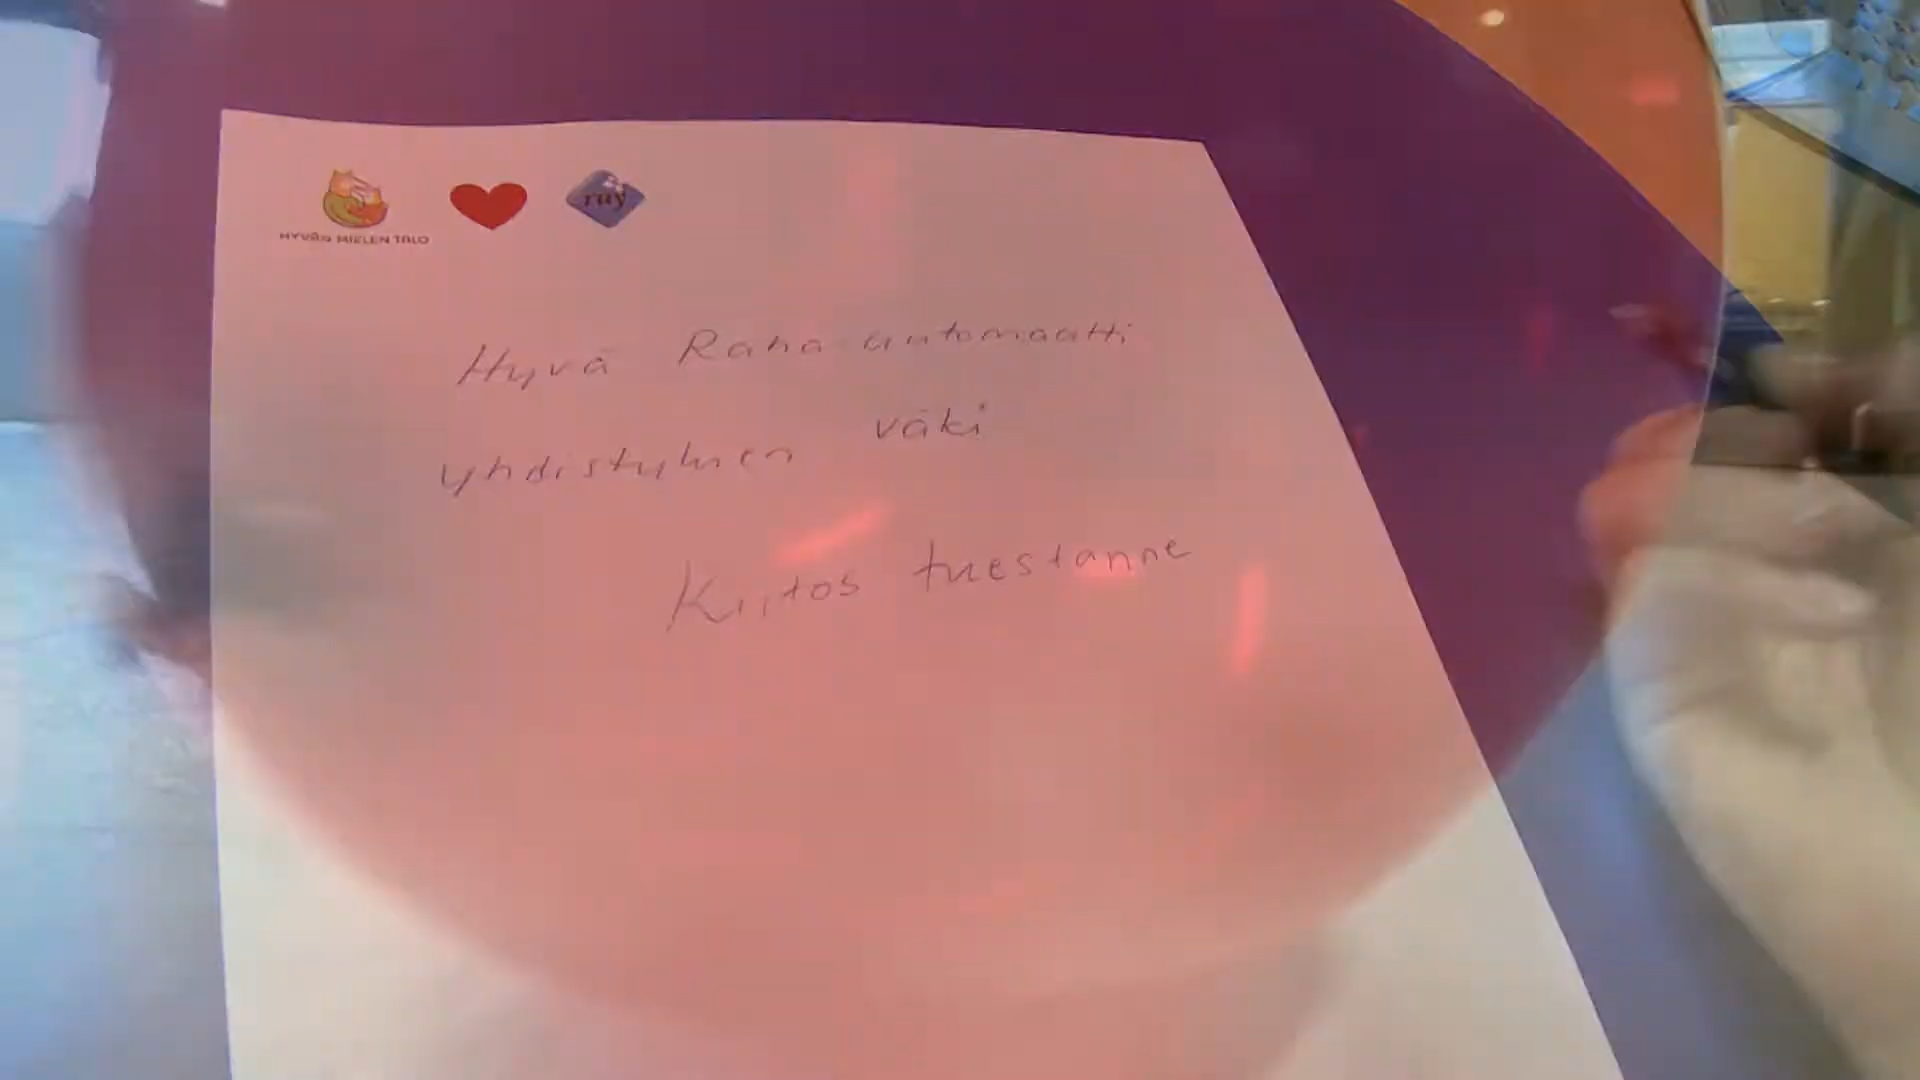 HYVÄN MIELEN TALO
ray
Hyvä Raha-automaatti
yhdistyksen väki
Kiitos tuestanne